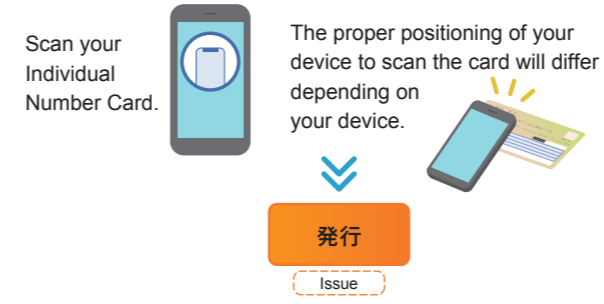 Scan your
Individual
Number Card.
The proper positioning of your
device to scan the card will differ
depending on
your device.
発行
Issue